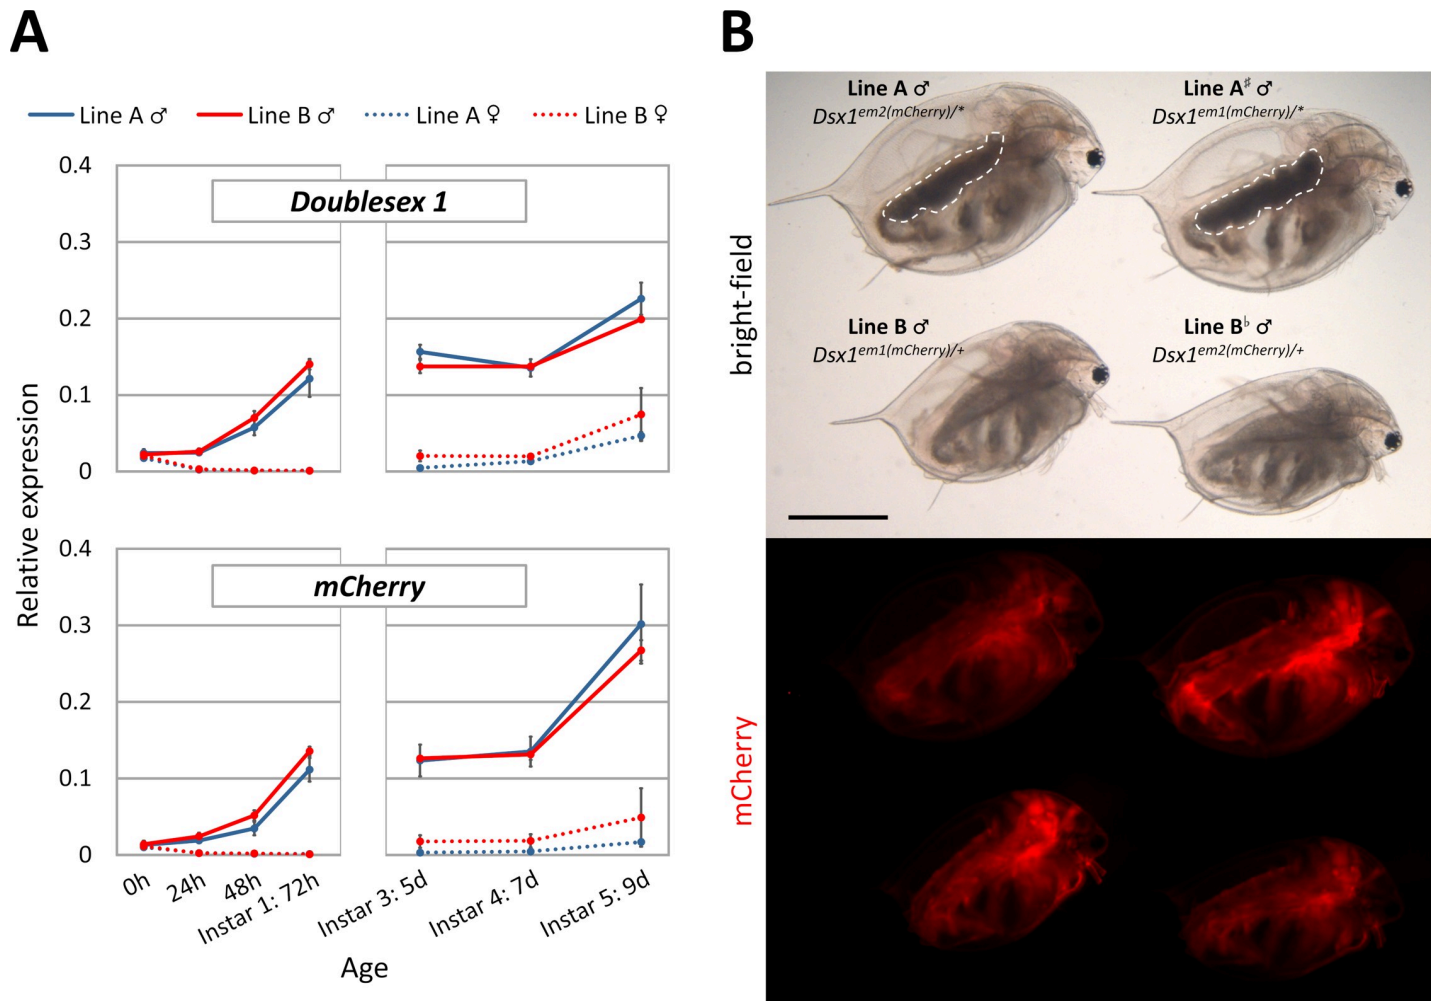 A
Line A ♂ Line B ♂ Line A ♀ Line B ♀
Relative expression
Doublesex 1
0.4
0.3
0.2
0.1
0
mCherry
0.4
0.3
0.2
0.1
0
0h 24h 48h Instar 1: 72h Instar 3: 5d Instar 4: 7d Instar 5: 9d
Age
B
bright-field
Line A ♂
Dsx1em2(mCherry)/*
Line A♯ ♂
Dsx1em1(mCherry)/*
Line B ♂
Dsx1em1(mCherry)/+
Line B♭ ♂
Dsx1em2(mCherry)/+
mCherry